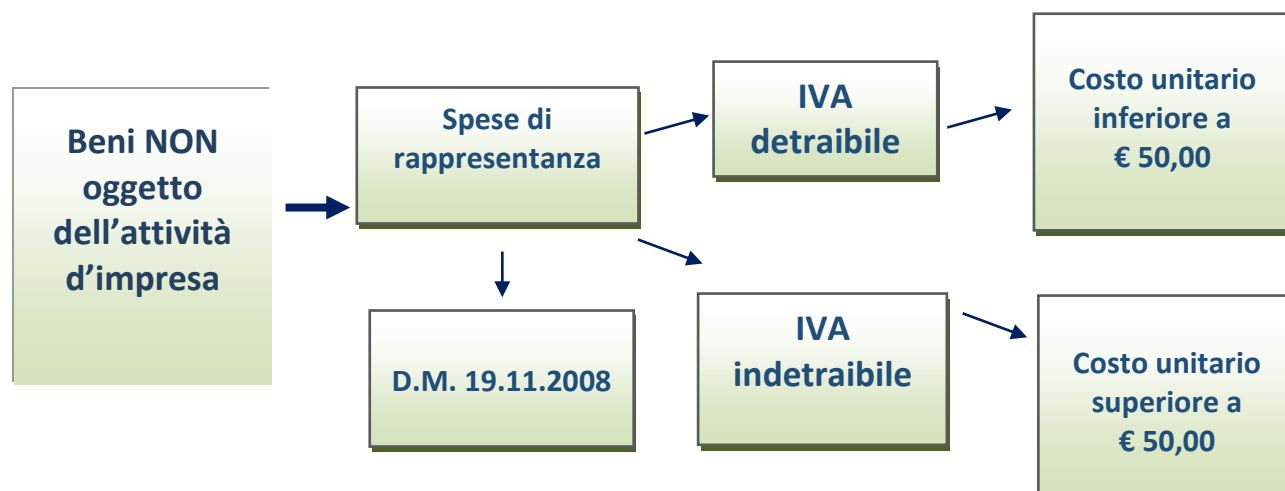 Beni NON
oggetto
dell’attività
d’impresa
Spese di
rappresentanza
D.M. 19.11.2008
IVA
detraibile
Costo unitario
inferiore a
€ 50,00
IVA
indetraibile
Costo unitario
superiore a
€ 50,00